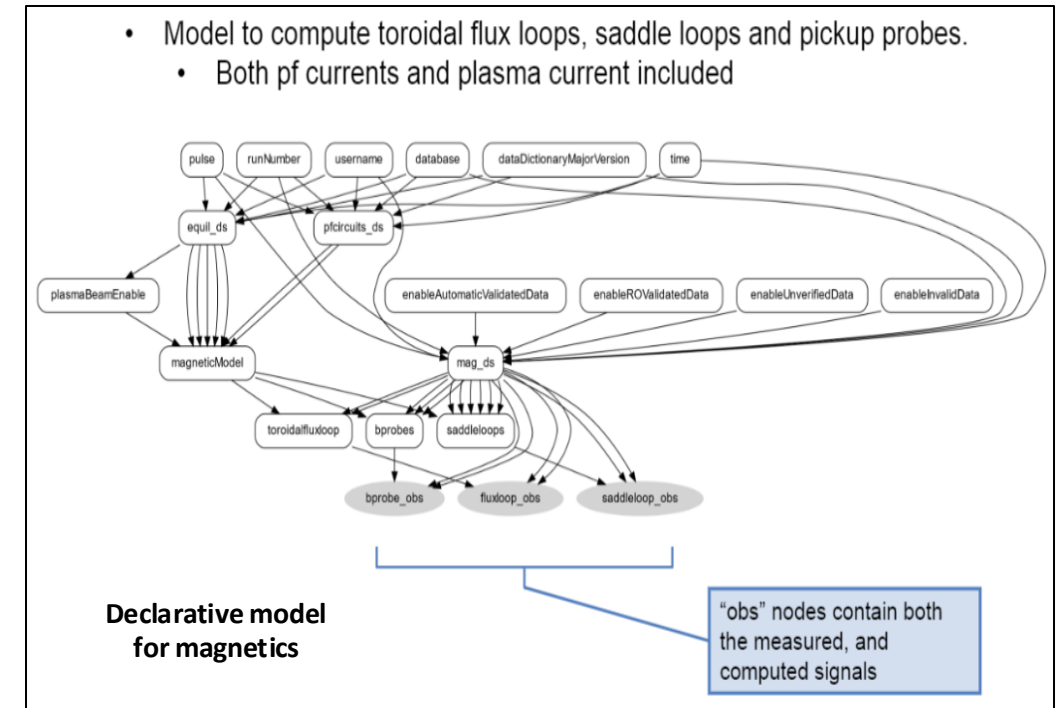 • Model to compute toroidal flux loops, saddle loops and pickup probes.
• Both pf currents and plasma current included
pulse runNumber username database dataDictionaryMajorVersion time
equil_ds pfcircuits_ds
plasmaBeamEnable enableAutomaticValidatedData enableROValidatedData enableUnverifiedData enableInvalidData
magneticModel mag_ds
toroidalfluxloop bprobes saddleloops
bprobe_obs fluxloop_obs saddleloop_obs
Declarative model
for magnetics
“obs” nodes contain both
the measured, and
computed signals